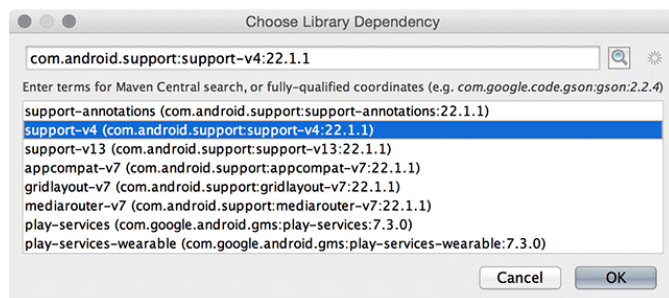 Choose Library Dependency
com.android.support:support-v4:22.1.1
Enter terms for Maven Central search, or fully-qualified coordinates (e.g. com.google.code.gson:gson:2.2.4)
support-annotations (com.android.support:support-annotations:22.1.1)
support-v4 (com.android.support:support-v4:22.1.1)
support-v13 (com.android.support:support-v13:22.1.1)
appcompat-v7 (com.android.support:appcompat-v7:22.1.1)
gridlayout-v7 (com.android.support:gridlayout-v7:22.1.1)
mediarouter-v7 (com.android.support:mediarouter-v7:22.1.1)
play-services (com.google.android.gms:play-services:7.3.0)
play-services-wearable (com.google.android.gms:play-services-wearable:7.3.0)
Cancel OK